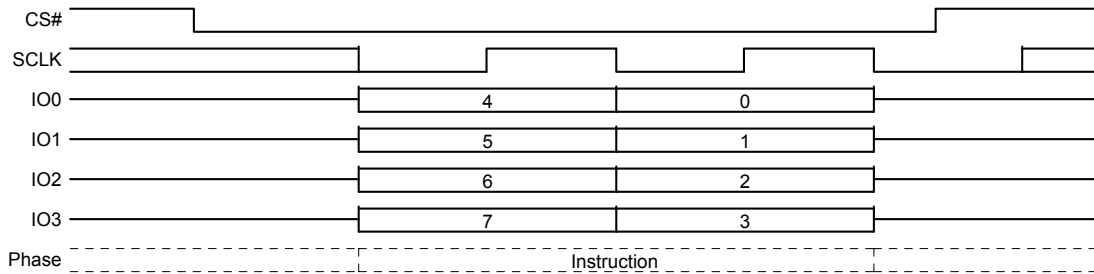 CS#
SCLK
IO0 4 0
IO1 5 1
IO2 6 2
IO3 7 3
Phase Instruction